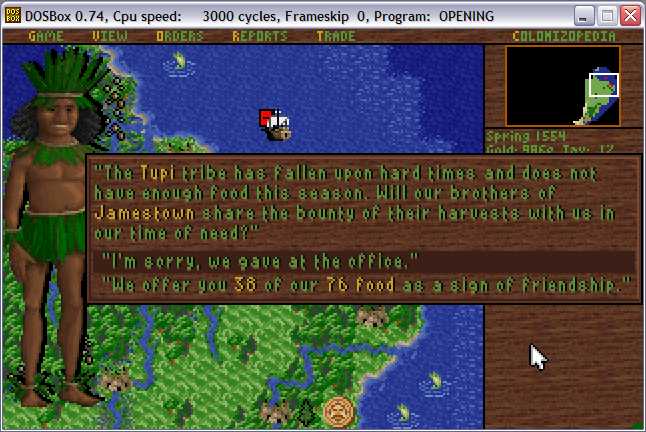 DOSBox 0.74, Cpu speed: 3000 cycles, Frameskip 0, Program: OPENING
GAME VIEW ORDERS REPORTS TRADE COLONIZOPEDIA
Spring 1554
"The Tupi tribe has fallen upon hard times and does not
have enough food this season. Will our brothers of
Jamestown share the bounty of their harvests with us in
our time of need?"
"I'm sorry, we gave at the office."
"We offer you 38 of our 76 food as a sign of friendship."